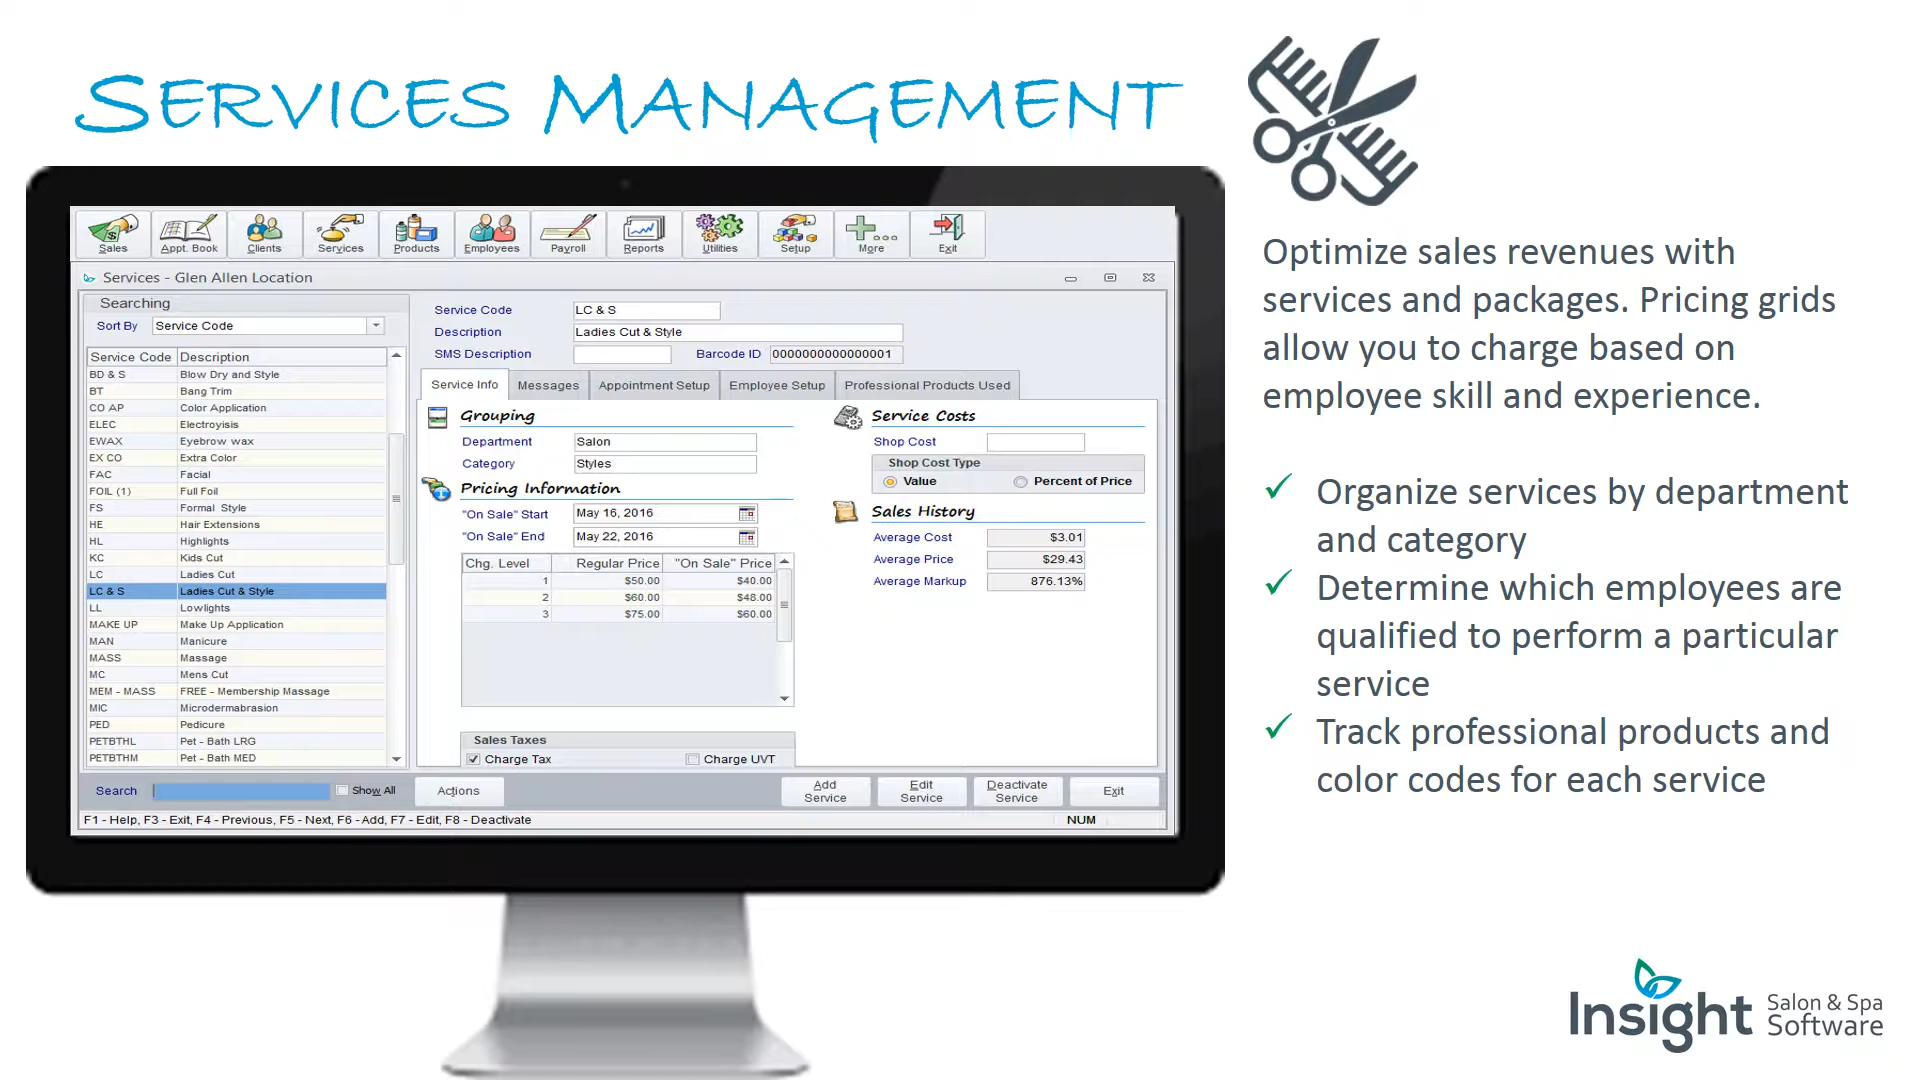 SERVICES MANAGEMENT
Sales
Appt. Book
Clients
Services
Products
Employees
Payroll
Reports
Utilities
Setup
More
Exit
Services - Glen Allen Location
Searching
Sort By Service Code
Service Code Description
BD & S Blow Dry and Style
BT Bang Trim
CO AP Color Application
ELEC Electroyisis
EWAX Eyebrow wax
EX CO Extra Color
FAC Facial
FOIL (1) Full Foil
FS Formal Style
HE Hair Extensions
HL Highlights
KC Kids Cut
LC Ladies Cut
LC & S Ladies Cut & Style
LL Lowlights
MAKE UP Make Up Application
MAN Manicure
MASS Massage
MC Mens Cut
MEM - MASS FREE - Membership Massage
MIC Microdermabrasion
PED Pedicure
PETBTHL Pet - Bath LRG
PETBTHM Pet - Bath MED
Search
Show All
Service Code LC & S
Description Ladies Cut & Style
SMS Description Barcode ID 0000000000000001
Service Info Messages Appointment Setup Employee Setup Professional Products Used
Grouping
Department Salon
Category Styles
Pricing Information
"On Sale" Start May 16, 2016
"On Sale" End May 22, 2016
Chg. Level Regular Price "On Sale" Price
1 $50.00 $40.00
2 $60.00 $48.00
3 $75.00 $60.00
Sales Taxes
Charge Tax Charge UVT
Service Costs
Shop Cost
Shop Cost Type
Value Percent of Price
Sales History
Average Cost $3.01
Average Price $29.43
Average Markup 876.13%
Actions
Add Service
Edit Service
Deactivate Service
Exit
F1 - Help, F3 - Exit, F4 - Previous, F5 - Next, F6 - Add, F7 - Edit, F8 - Deactivate
NUM
Optimize sales revenues with
services and packages. Pricing grids
allow you to charge based on
employee skill and experience.
✓ Organize services by department
and category
✓ Determine which employees are
qualified to perform a particular
service
✓ Track professional products and
color codes for each service
Insight Salon & Spa
Software